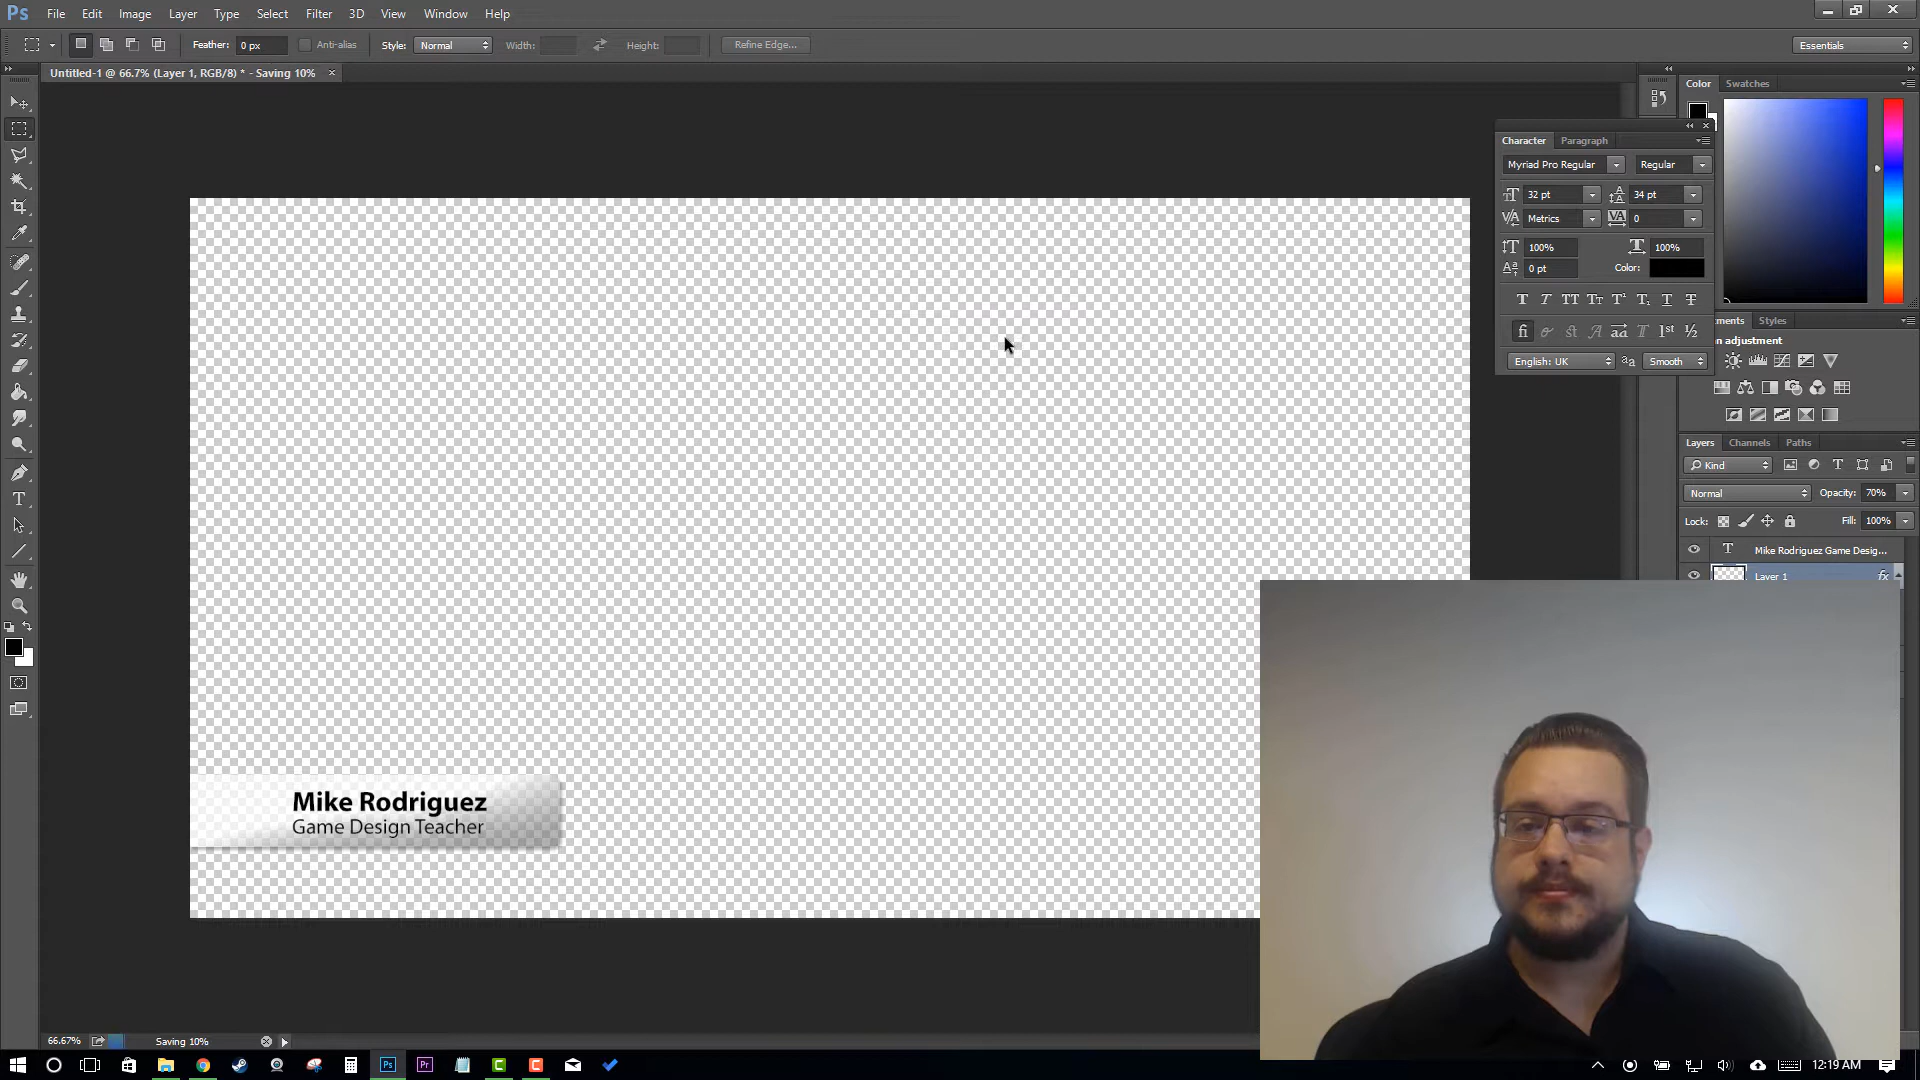 Ps File Edit Image Layer Type Select Filter 3D View Window Help
Feather: 0 px Anti-alias Style: Normal Width: Height: Refine Edge... Essentials
Untitled-1 @ 66.7% (Layer 1, RGB/8) * - Saving 10%
Color Swatches
Character Paragraph
Myriad Pro Regular Regular
32 pt 34 pt
Metrics 0
100% 100%
0 pt Color:
English: UK Smooth
ments Styles
n adjustment
Layers Channels Paths
Kind
Normal Opacity: 70%
Lock: Fill: 100%
Mike Rodriguez Game Desig...
Layer 1 fx
Mike Rodriguez
Game Design Teacher
66.67% Saving 10%
Ps Pr 12:19 AM